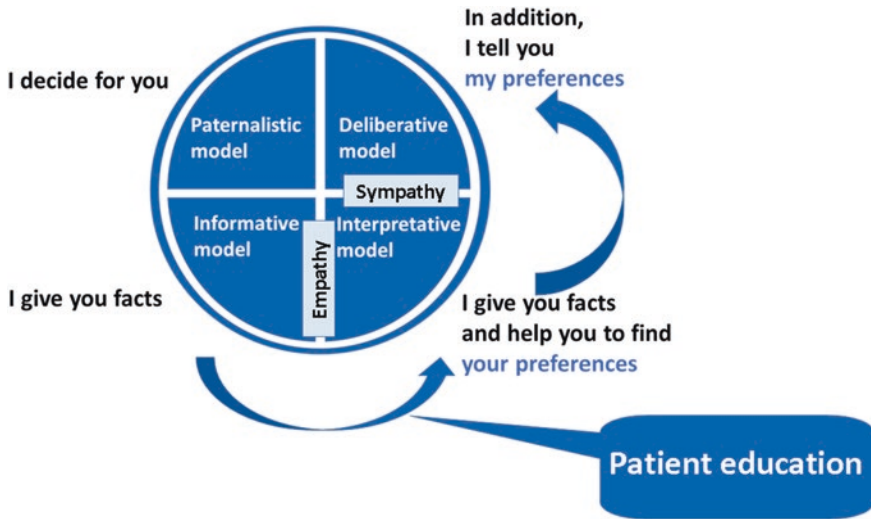 In addition,
I tell you
my preferences
I decide for you
Paternalistic
model
Deliberative
model
Sympathy
Informative
model
Interpretative
model
Empathy
I give you facts
I give you facts
and help you to find
your preferences
Patient education